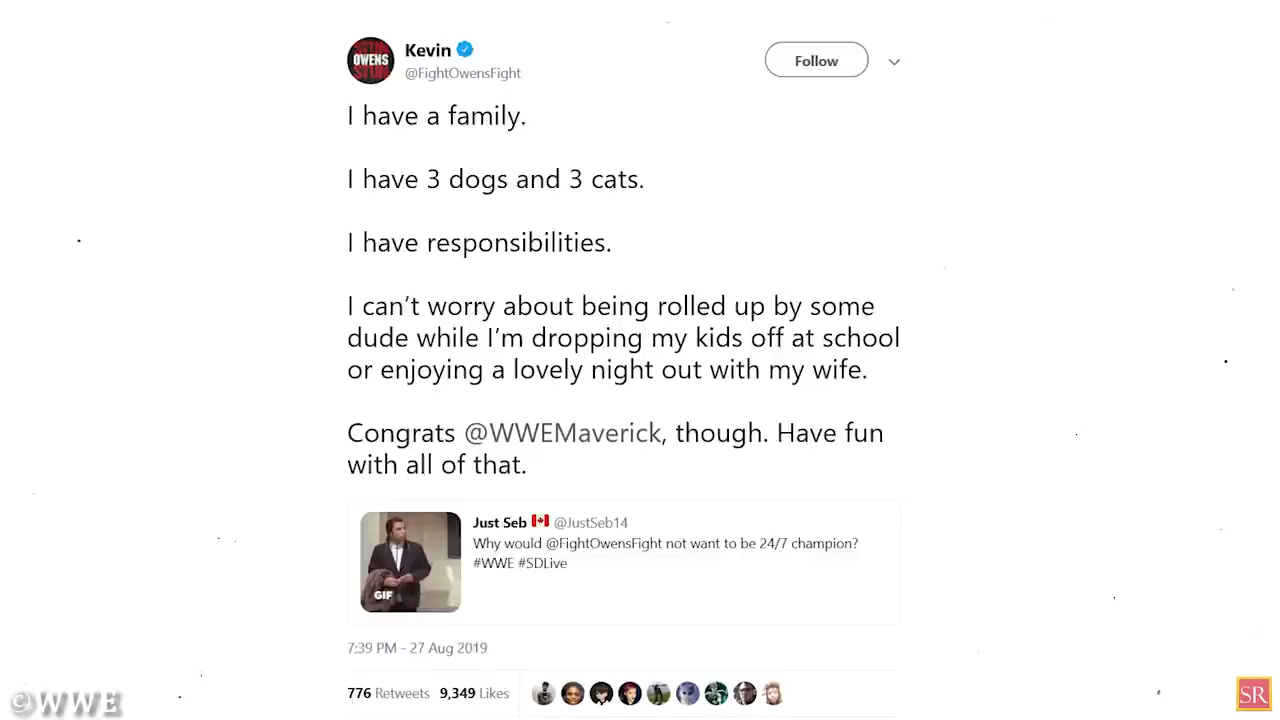 STUN
OWENS
STUN
Kevin
@FightOwensFight
Follow
I have a family.
I have 3 dogs and 3 cats.
I have responsibilities.
I can’t worry about being rolled up by some
dude while I’m dropping my kids off at school
or enjoying a lovely night out with my wife.
Congrats @WWEMaverick, though. Have fun
with all of that.
Just Seb @JustSeb14
Why would @FightOwensFight not want to be 24/7 champion?
#WWE #SDLive
GIF
7:39 PM - 27 Aug 2019
776 Retweets 9,349 Likes
©WWE
SR